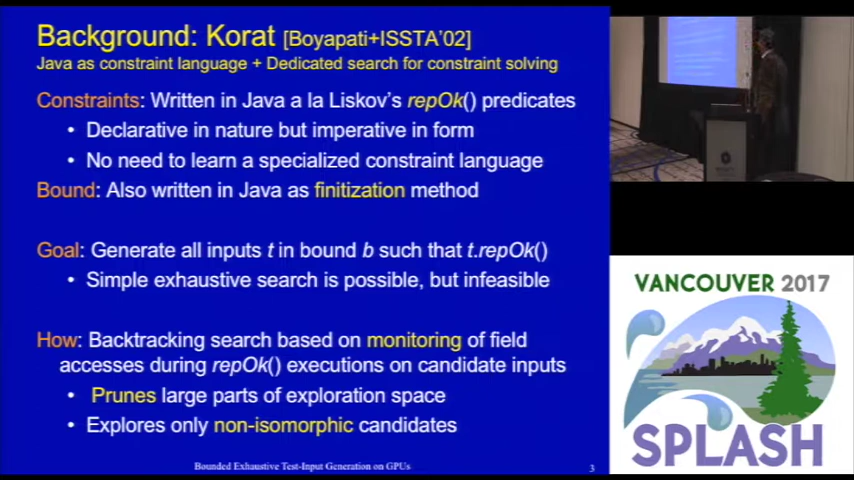 Background: Korat [Boyapati+ISSTA'02]
Java as constraint language + Dedicated search for constraint solving
Constraints: Written in Java a la Liskov's repOk() predicates
• Declarative in nature but imperative in form
• No need to learn a specialized constraint language
Bound: Also written in Java as finitization method
Goal: Generate all inputs t in bound b such that t.repOk()
• Simple exhaustive search is possible, but infeasible
How: Backtracking search based on monitoring of field
accesses during repOk() executions on candidate inputs
• Prunes large parts of exploration space
• Explores only non-isomorphic candidates
Bounded Exhaustive Test-Input Generation on GPUs
3
VANCOUVER 2017
SPLASH